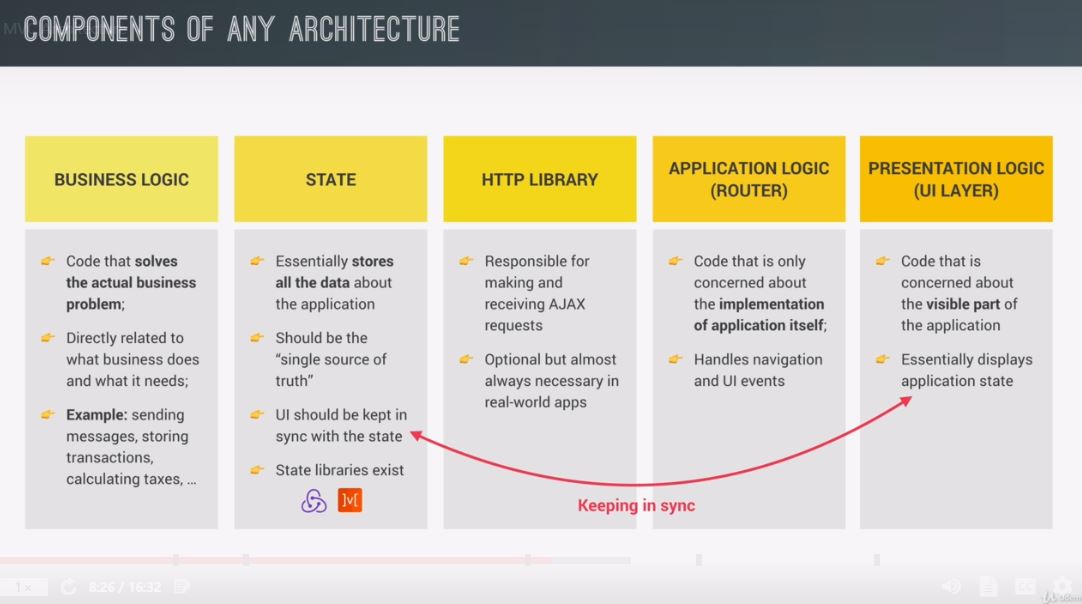 COMPONENTS OF ANY ARCHITECTURE
BUSINESS LOGIC
Code that solves
the actual business
problem;
Directly related to
what business does
and what it needs;
Example: sending
messages, storing
transactions,
calculating taxes, ...
STATE
Essentially stores
all the data about
the application
Should be the
“single source of
truth”
UI should be kept in
sync with the state
State libraries exist
]v[
HTTP LIBRARY
Responsible for
making and
receiving AJAX
requests
Optional but almost
always necessary in
real-world apps
APPLICATION LOGIC
(ROUTER)
Code that is only
concerned about
the implementation
of application itself;
Handles navigation
and UI events
PRESENTATION LOGIC
(UI LAYER)
Code that is
concerned about
the visible part of
the application
Essentially displays
application state
Keeping in sync
1×
8:26 / 16:32
CC